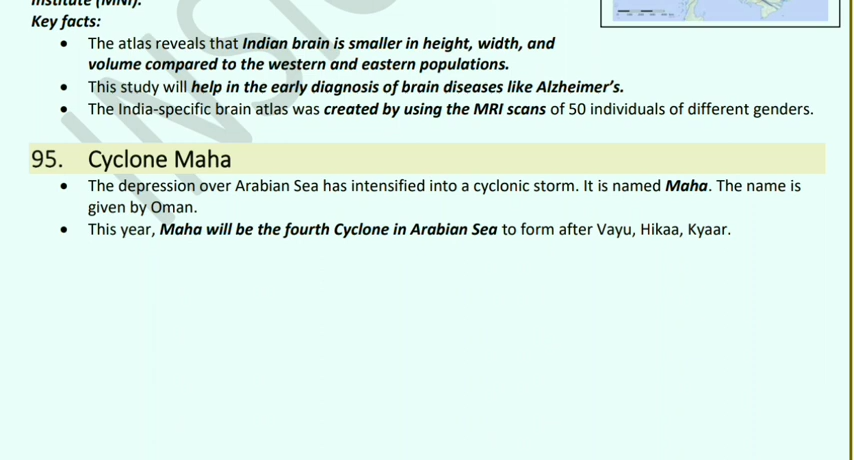 Institute (MNI).
Key facts:
• The atlas reveals that Indian brain is smaller in height, width, and
volume compared to the western and eastern populations.
• This study will help in the early diagnosis of brain diseases like Alzheimer's.
• The India-specific brain atlas was created by using the MRI scans of 50 individuals of different genders.
95. Cyclone Maha
• The depression over Arabian Sea has intensified into a cyclonic storm. It is named Maha. The name is
given by Oman.
• This year, Maha will be the fourth Cyclone in Arabian Sea to form after Vayu, Hikaa, Kyaar.